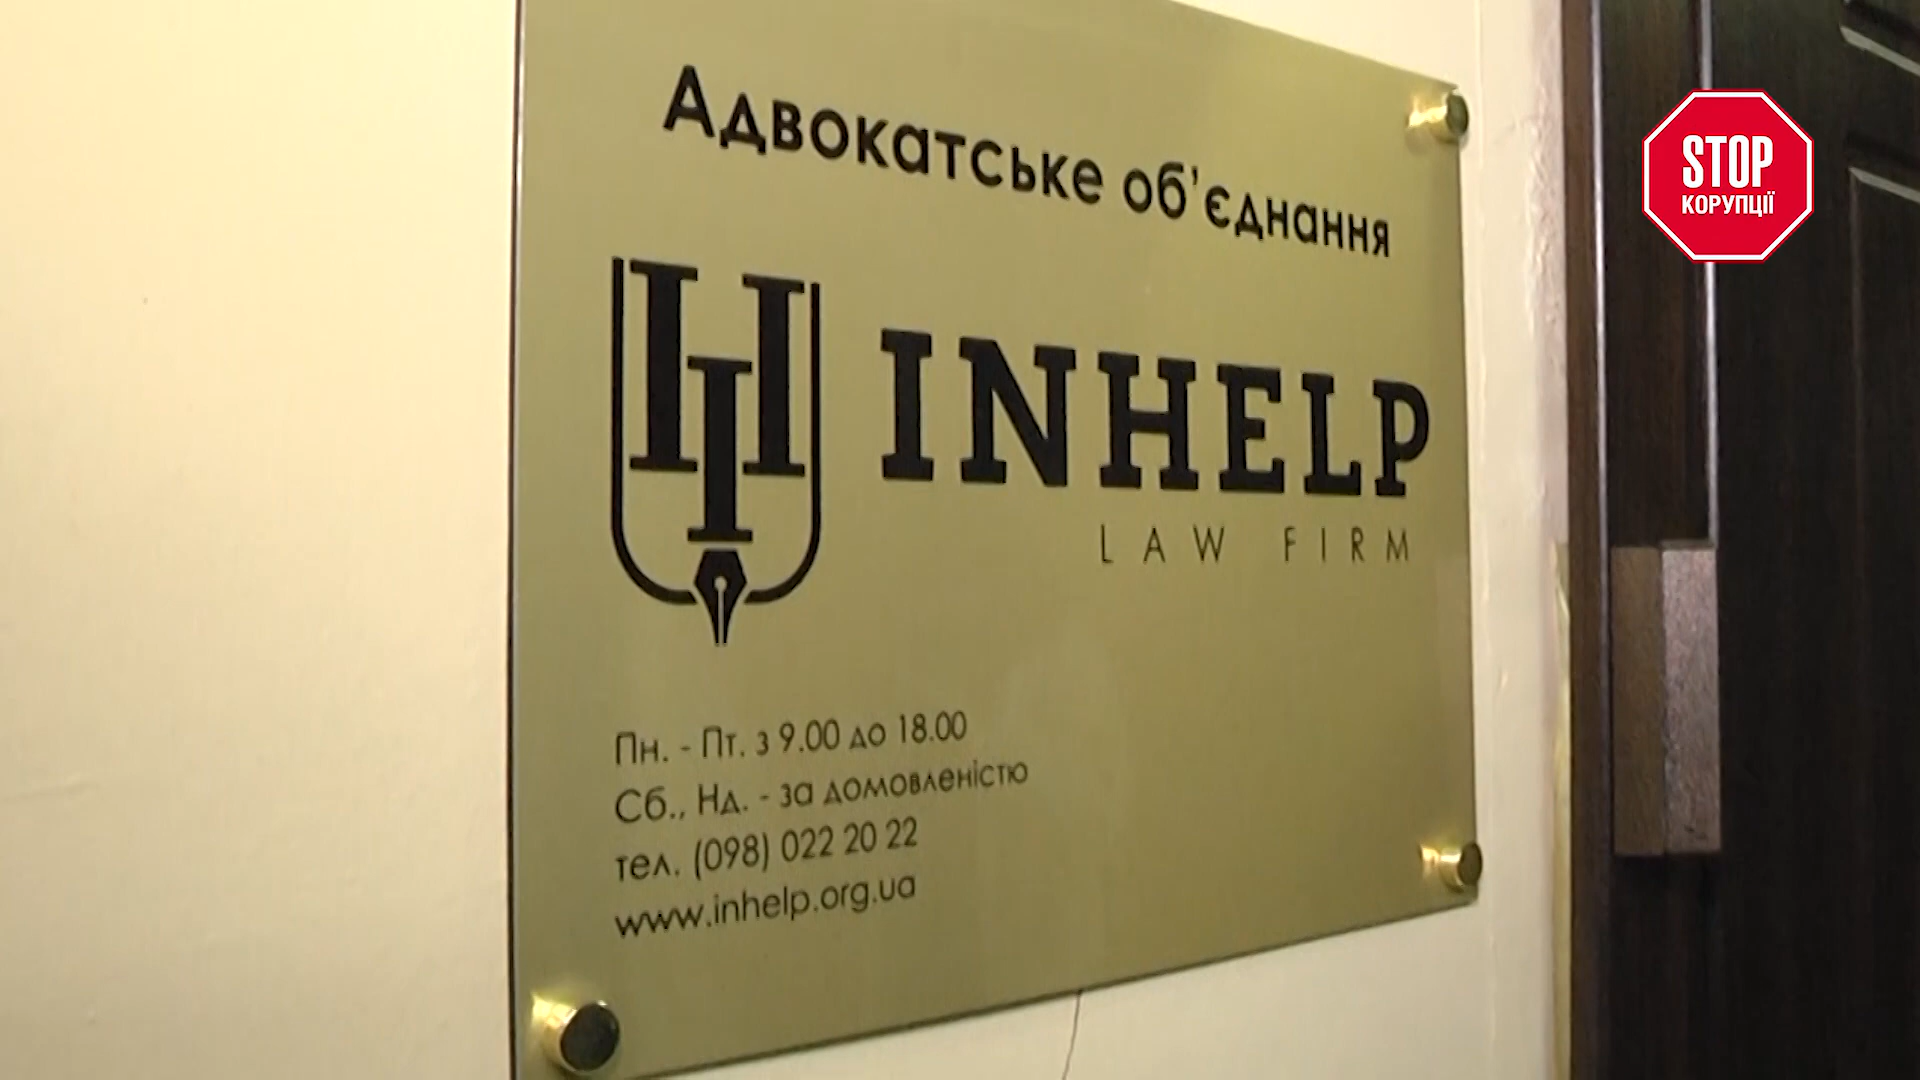 Адвокатське об'єднання
INHELP
LAW FIRM
Пн. - Пт. з 9.00 до 18.00
Сб., Нд. - за домовленістю
тел. (098) 022 20 22
www.inhelp.org.ua
STOP
КОРУПЦІЇ